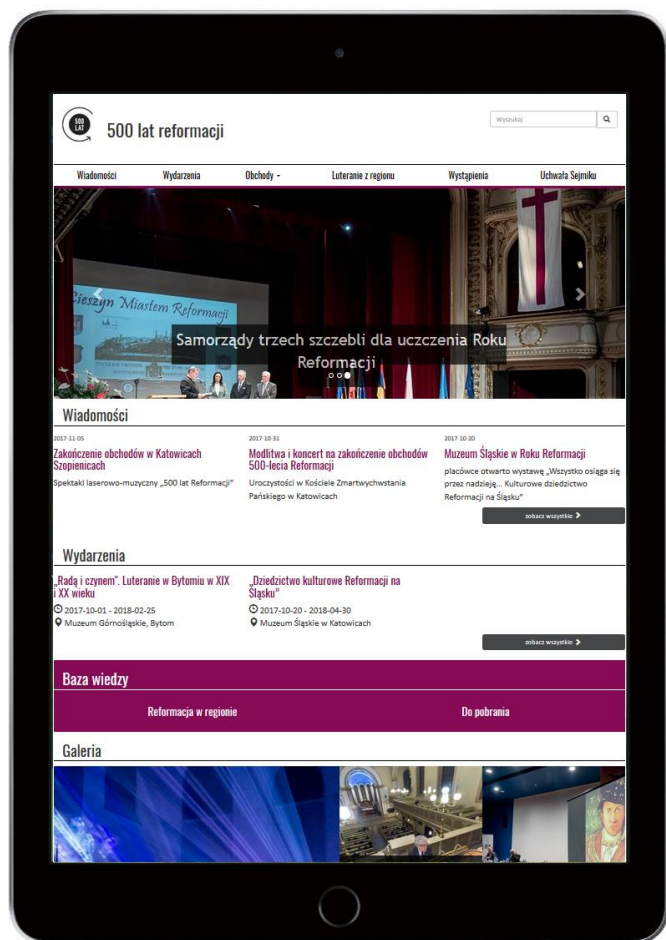 500
LAT
500 lat reformacji
Wyszukaj
Wiadomości
Wydarzenia
Obchody
Luteranie z regionu
Wystąpienia
Uchwała Sejmiku
Cieszyn Miastem Reformacji
Samorządy trzech szczebli dla uczczenia Roku
Reformacji
Wiadomości
2017-11-05
Zakończenie obchodów w Katowicach
Szopienicach
Spektakl laserowo-muzyczny „500 lat Reformacji”
2017-10-31
Modlitwa i koncert na zakończenie obchodów
500-lecia Reformacji
Uroczystości w Kościele Zmartwychwstania
Pańskiego w Katowicach
2017-10-20
Muzeum Śląskie w Roku Reformacji
placówce otwarto wystawę „Wszystko osiąga się
przez nadzieję... Kulturowe dziedzictwo
Reformacji na Śląsku”
zobacz wszystkie
Wydarzenia
„Radą i czynem”. Luteranie w Bytomiu w XIX
i XX wieku
2017-10-01 - 2018-02-25
Muzeum Górnośląskie, Bytom
„Dziedzictwo kulturowe Reformacji na
Śląsku”
2017-10-20 - 2018-04-30
Muzeum Śląskie w Katowicach
zobacz wszystkie
Baza wiedzy
Reformacja w regionie
Do pobrania
Galeria